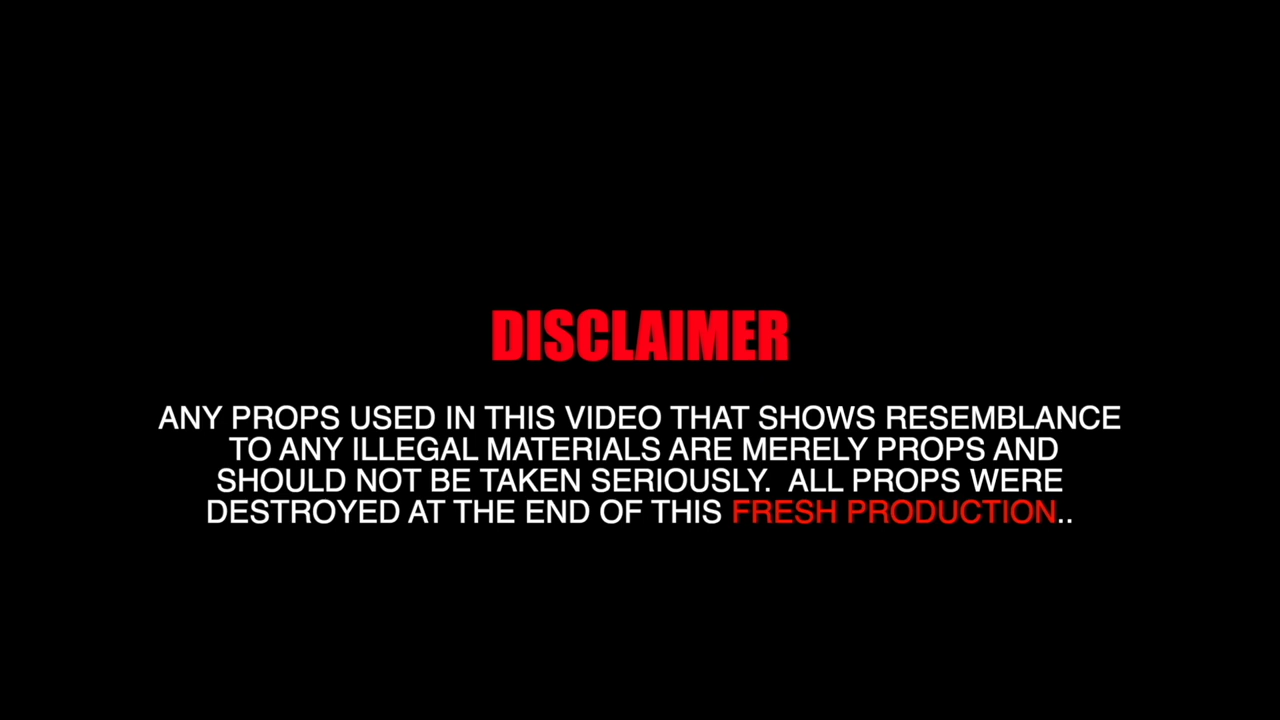 DISCLAIMER
ANY PROPS USED IN THIS VIDEO THAT SHOWS RESEMBLANCE
TO ANY ILLEGAL MATERIALS ARE MERELY PROPS AND
SHOULD NOT BE TAKEN SERIOUSLY.  ALL PROPS WERE
DESTROYED AT THE END OF THIS FRESH PRODUCTION..